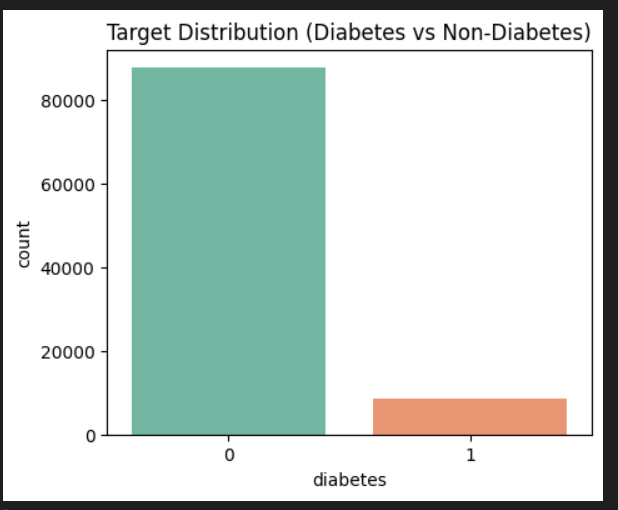 Target Distribution (Diabetes vs Non-Diabetes)
80000
60000
40000
20000
0
count
0 1
diabetes